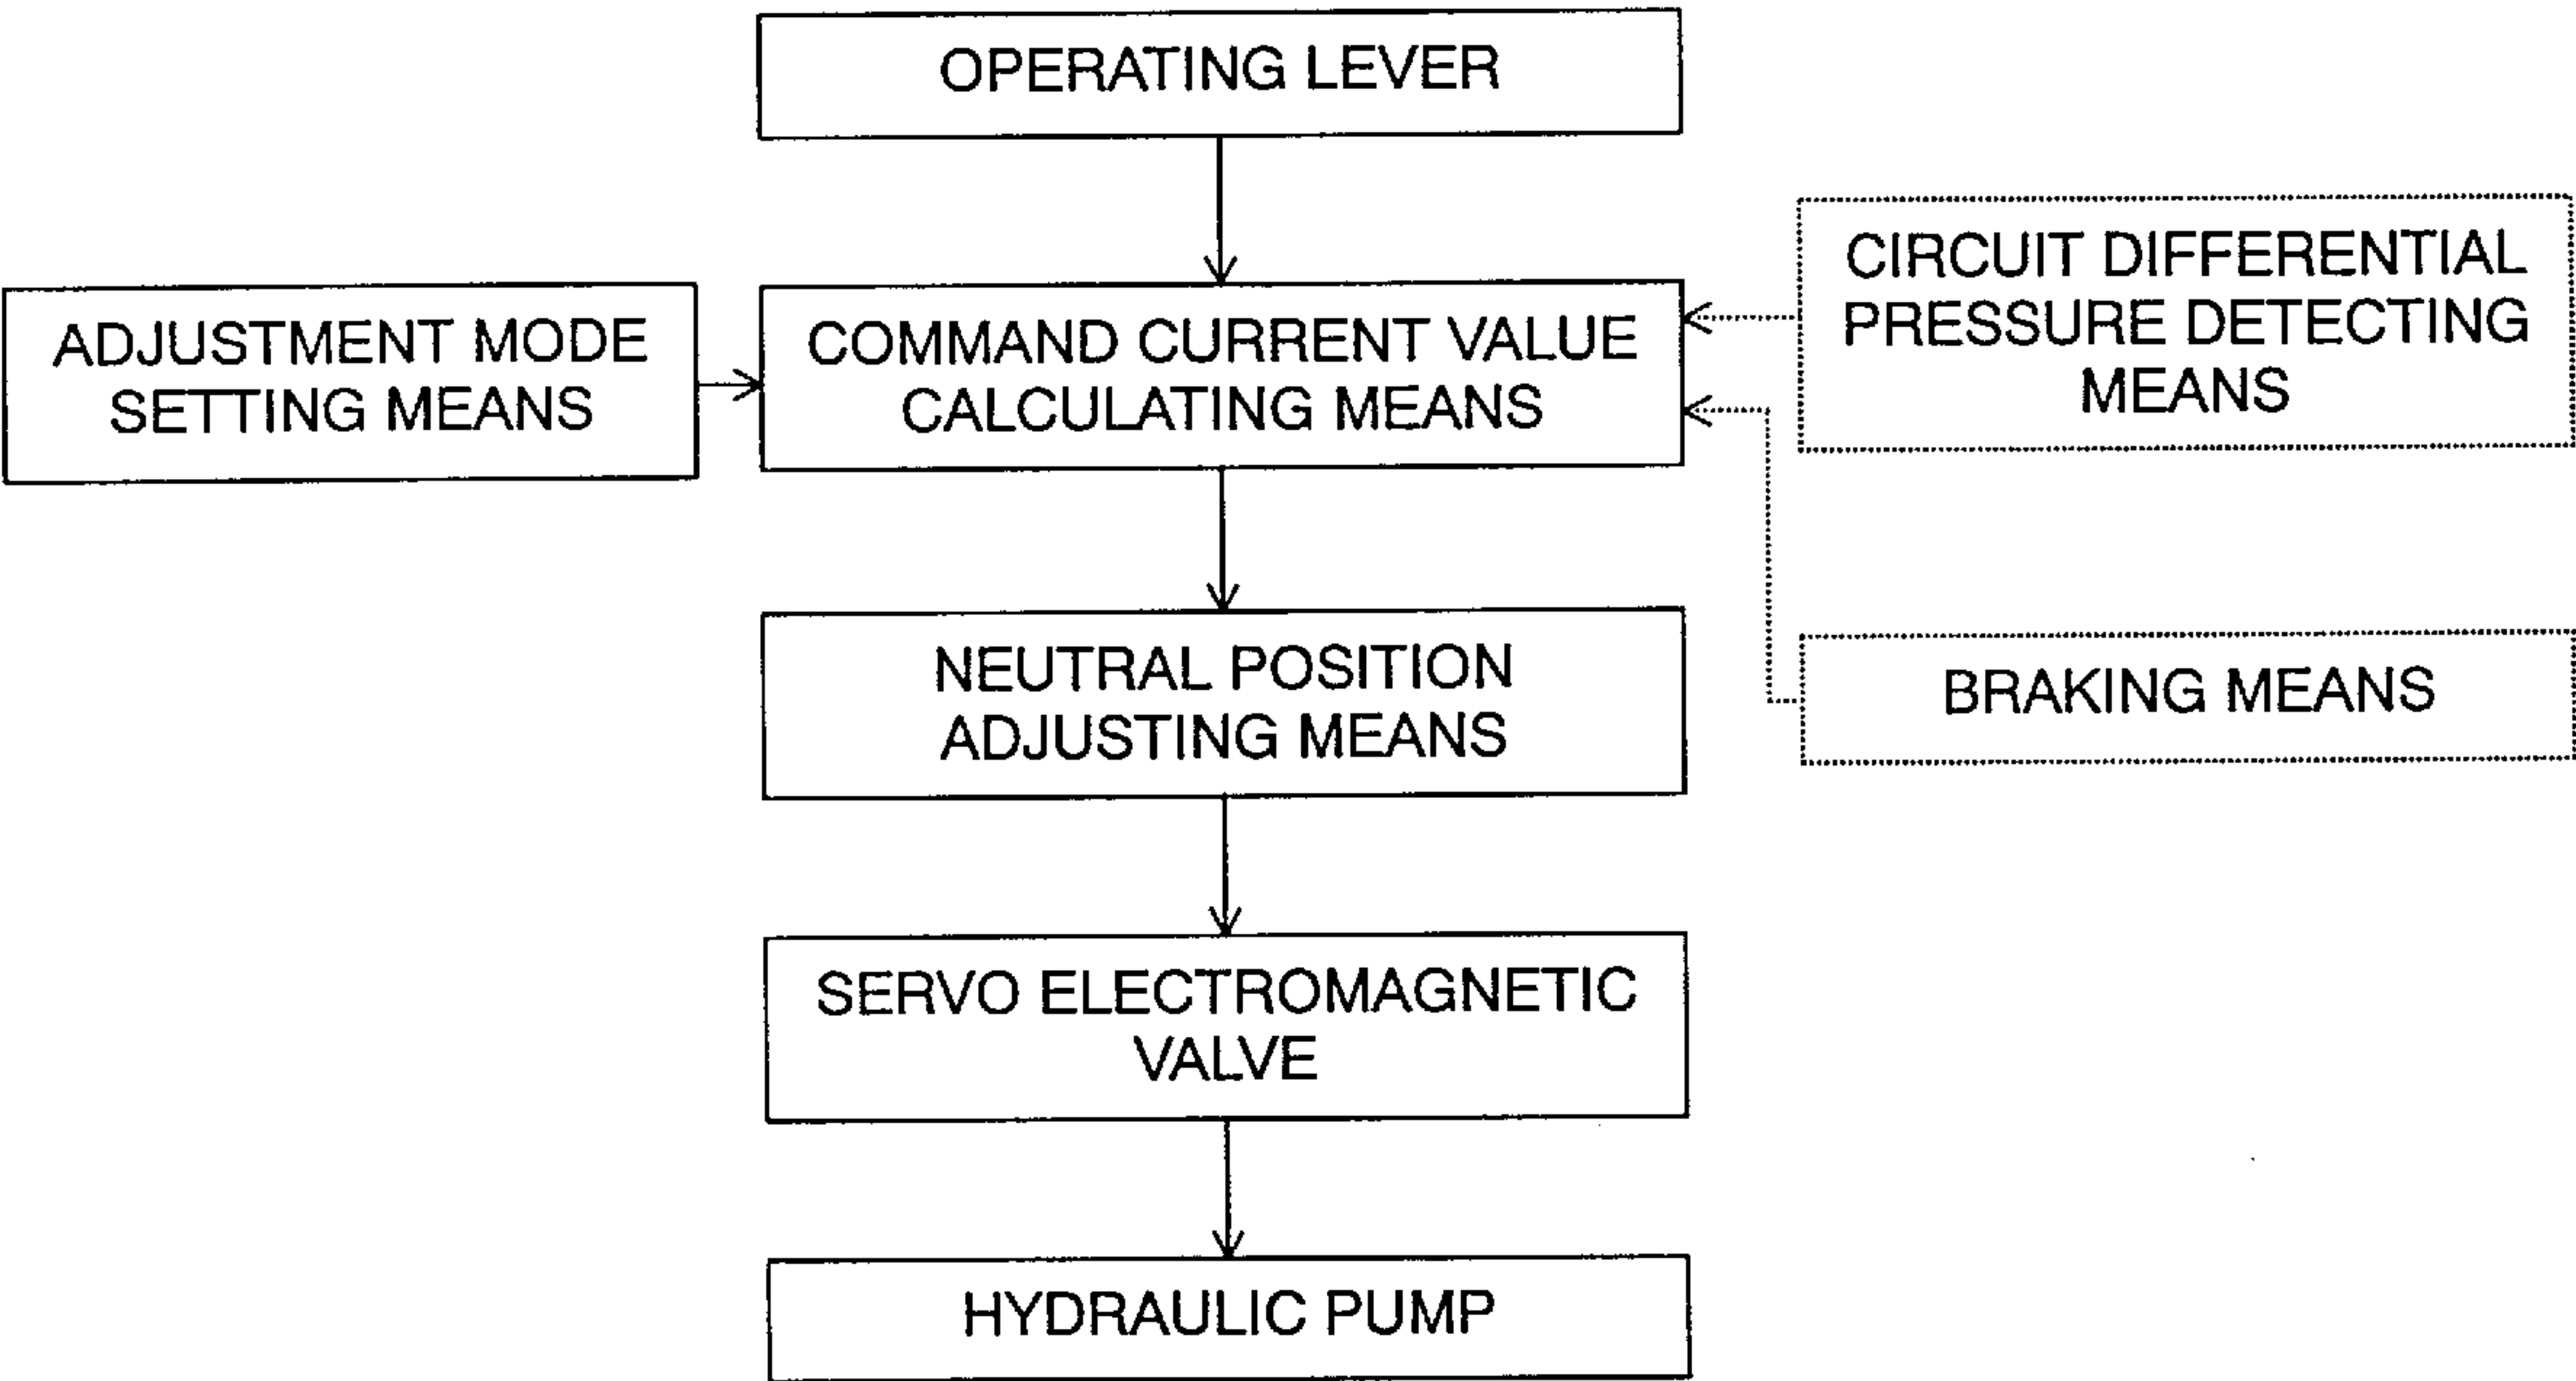 OPERATING LEVER
ADJUSTMENT MODE
SETTING MEANS
COMMAND CURRENT VALUE
CALCULATING MEANS
CIRCUIT DIFFERENTIAL
PRESSURE DETECTING
MEANS
NEUTRAL POSITION
ADJUSTING MEANS
BRAKING MEANS
SERVO ELECTROMAGNETIC
VALVE
HYDRAULIC PUMP